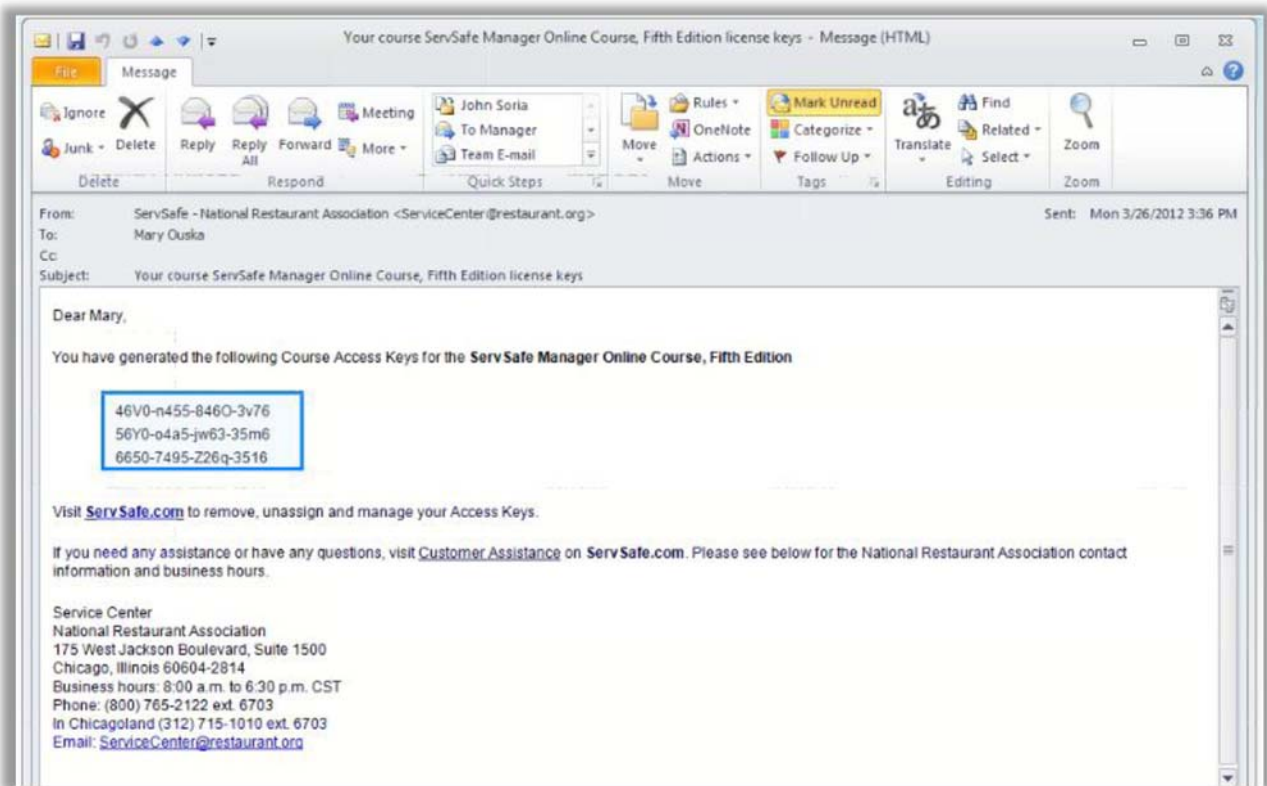 Your course ServSafe Manager Online Course, Fifth Edition license keys - Message (HTML)
File Message
Ignore
Junk
Delete
Reply
Reply All
Forward
Meeting
More
John Soria
To Manager
Team E-mail
Move
Rules
OneNote
Actions
Mark Unread
Categorize
Follow Up
Translate
Find
Related
Select
Zoom
Delete Respond Quick Steps Move Tags Editing Zoom
From: ServSafe - National Restaurant Association <ServiceCenter@restaurant.org> Sent: Mon 3/26/2012 3:36 PM
To: Mary Ouska
Cc
Subject: Your course ServSafe Manager Online Course, Fifth Edition license keys
Dear Mary,
You have generated the following Course Access Keys for the ServSafe Manager Online Course, Fifth Edition
46V0-n455-846O-3v76
56Y0-o4a5-jw63-35m6
6650-7495-Z26q-3516
Visit ServSafe.com to remove, unassign and manage your Access Keys.
If you need any assistance or have any questions, visit Customer Assistance on ServSafe.com. Please see below for the National Restaurant Association contact
information and business hours.
Service Center
National Restaurant Association
175 West Jackson Boulevard, Suite 1500
Chicago, Illinois 60604-2814
Business hours: 8:00 a.m. to 6:30 p.m. CST
Phone: (800) 765-2122 ext. 6703
In Chicagoland (312) 715-1010 ext. 6703
Email: ServiceCenter@restaurant.org